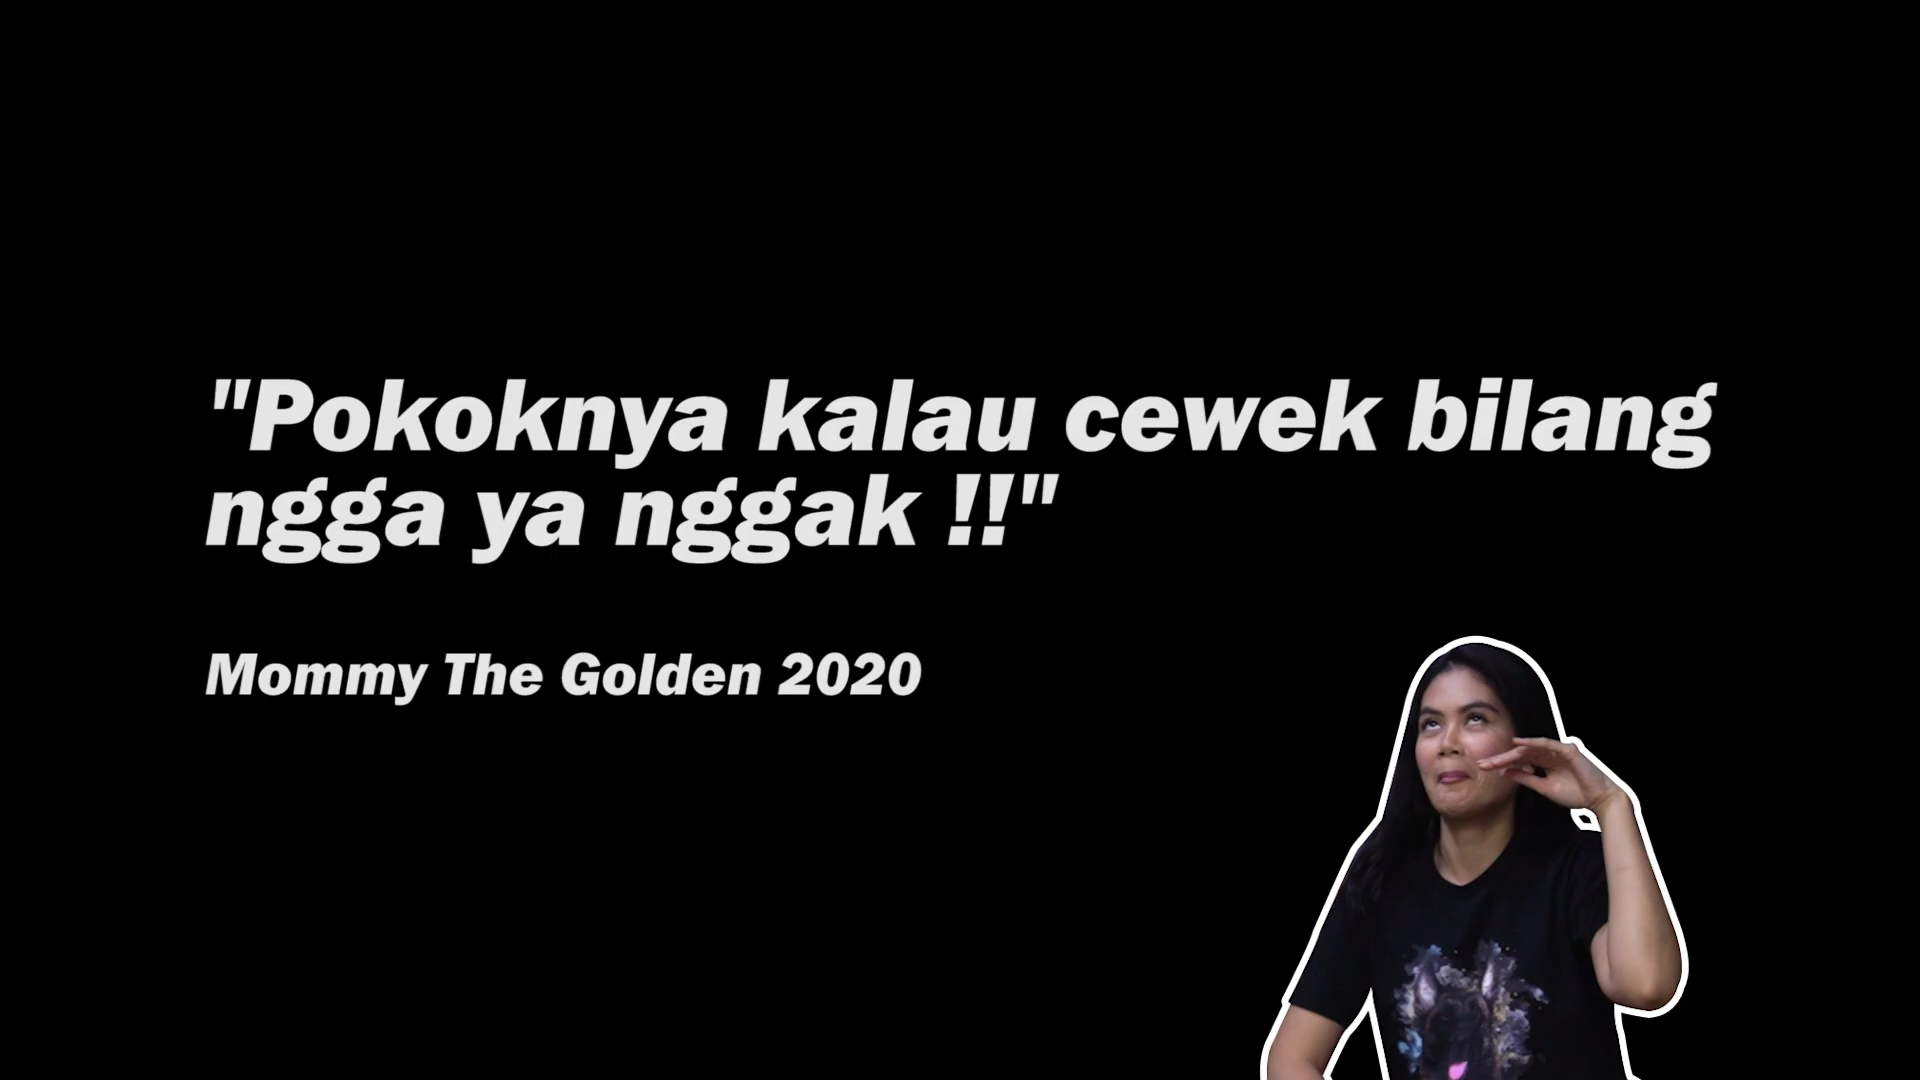 "Pokoknya kalau cewek bilang
ngga ya nggak !!"
Mommy The Golden 2020